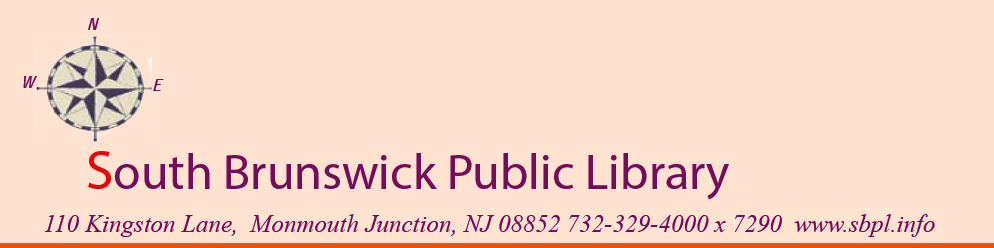 N
W E
South Brunswick Public Library
110 Kingston Lane, Monmouth Junction, NJ 08852 732-329-4000 x 7290 www.sbpl.info